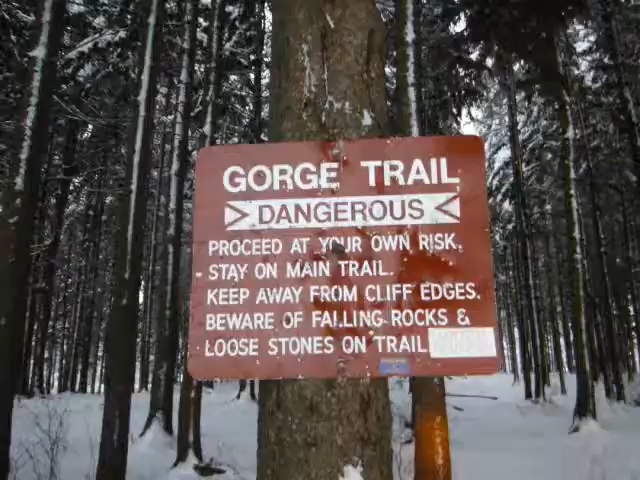 GORGE TRAIL
> DANGEROUS <
PROCEED AT YOUR OWN RISK.
STAY ON MAIN TRAIL.
KEEP AWAY FROM CLIFF EDGES.
BEWARE OF FALLING ROCKS &
LOOSE STONES ON TRAIL